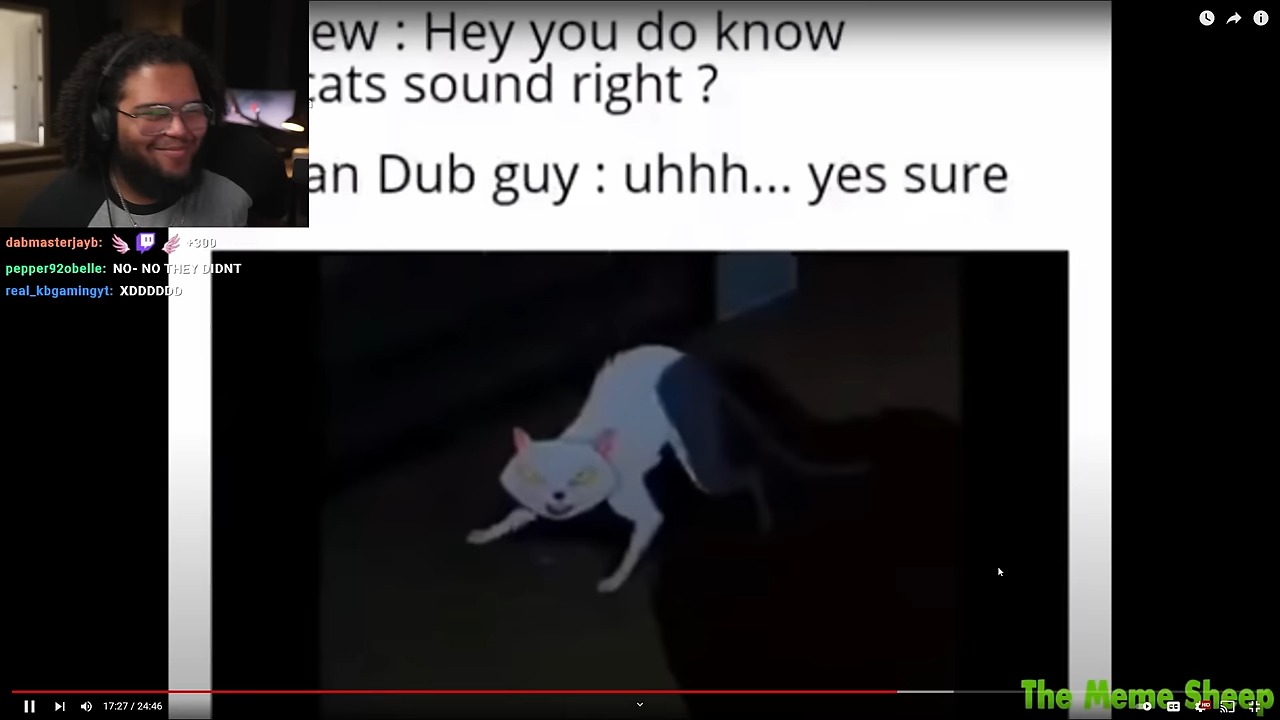 ew : Hey you do know
cats sound right ?
an Dub guy : uhhh... yes sure
dabmasterjayb: +300
pepper92obelle: NO- NO THEY DIDNT
real_kbgamingyt: XDDDDDD
17:27 / 24:46
The Meme Sheep